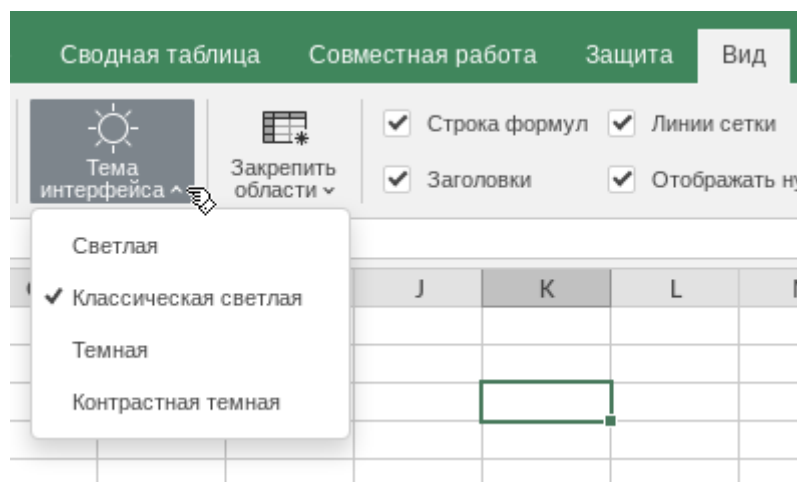 Сводная таблица Совместная работа Защита Вид
Тема интерфейса
Закрепить области
Строка формул
Линии сетки
Заголовки
Отображать
Светлая
Классическая светлая
Темная
Контрастная темная
J K L